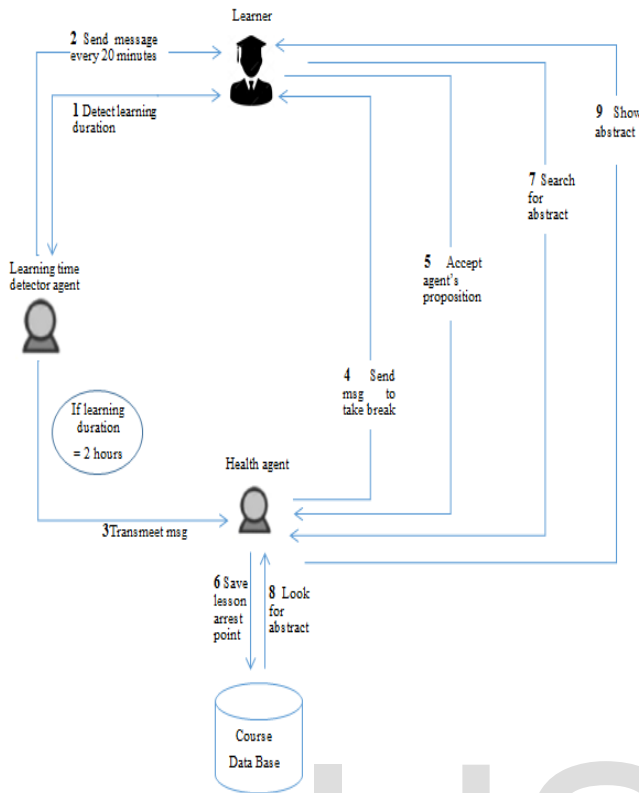 Learner
2 Send message
every 20 minutes
1 Detect learning
duration
9 Show
abstract
7 Search
for
abstract
5 Accept
agent's
proposition
Learning time
detector agent
4 Send
msg to
take break
If learning
duration
= 2 hours
Health agent
3 Transmeet msg
6 Save
lesson
arrest
point
8 Look
for
abstract
Course
Data Base